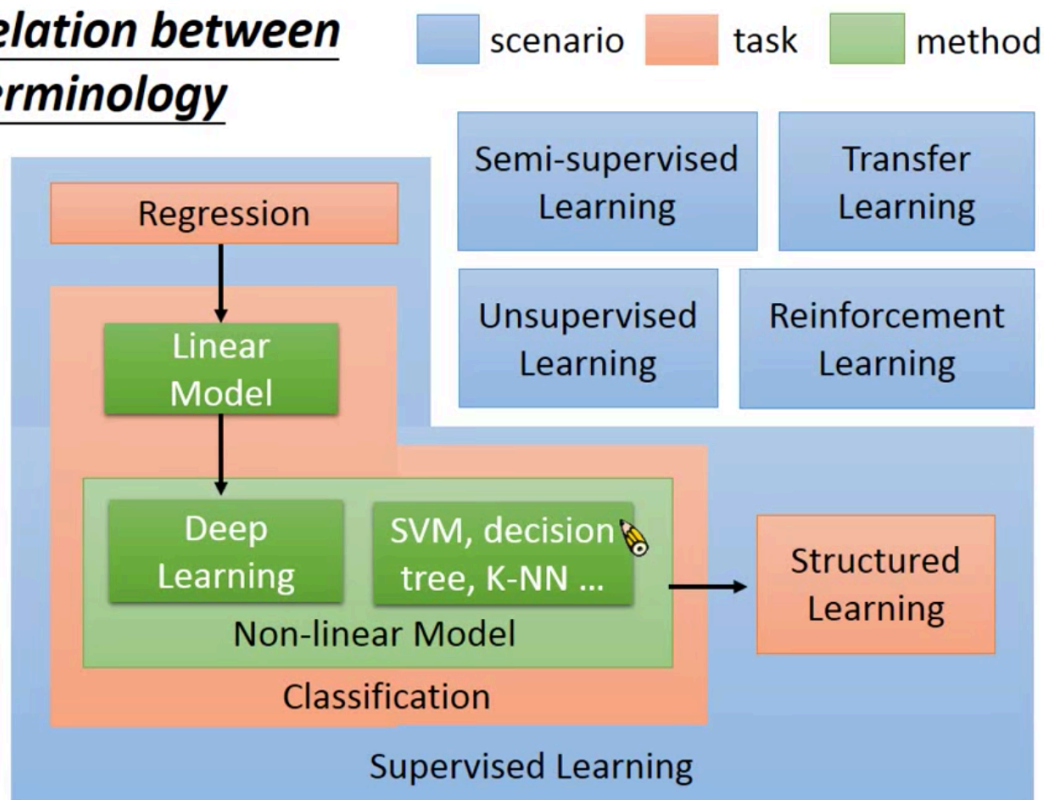 elation between
erminology
scenario
task
method
Semi-supervised
Learning
Transfer
Learning
Regression
Unsupervised
Learning
Reinforcement
Learning
Linear
Model
Deep
Learning
SVM, decision
tree, K-NN ...
Non-linear Model
Structured
Learning
Classification
Supervised Learning